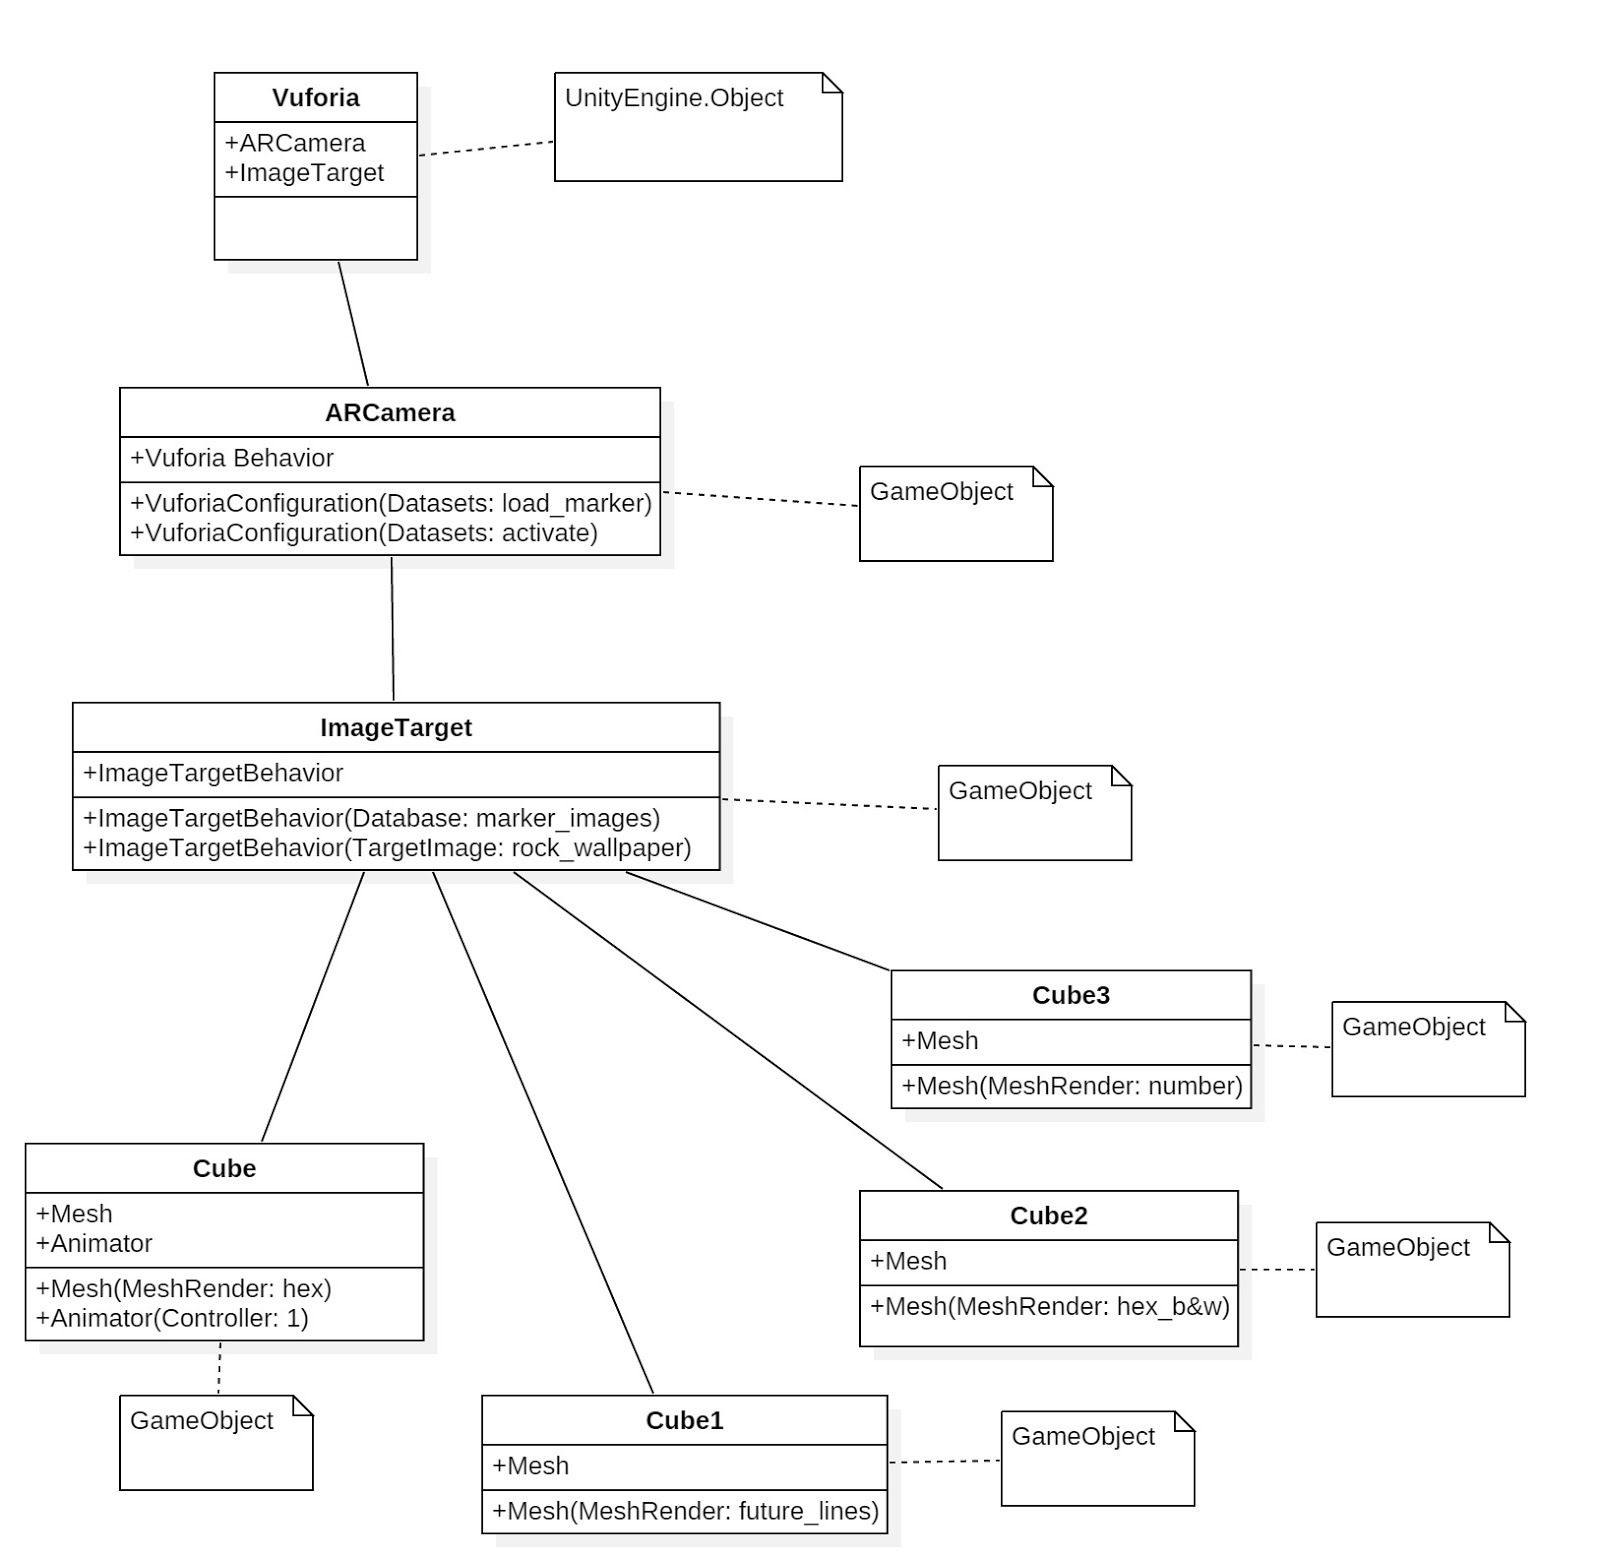 Vuforia
+ARCamera
+ImageTarget
UnityEngine.Object
ARCamera
+Vuforia Behavior
+VuforiaConfiguration(Datasets: load_marker)
+VuforiaConfiguration(Datasets: activate)
GameObject
ImageTarget
+ImageTargetBehavior
+ImageTargetBehavior(Database: marker_images)
+ImageTargetBehavior(TargetImage: rock_wallpaper)
GameObject
Cube3
+Mesh
+Mesh(MeshRender: number)
GameObject
Cube
+Mesh
+Animator
+Mesh(MeshRender: hex)
+Animator(Controller: 1)
GameObject
Cube2
+Mesh
+Mesh(MeshRender: hex_b&w)
GameObject
Cube1
+Mesh
+Mesh(MeshRender: future_lines)
GameObject